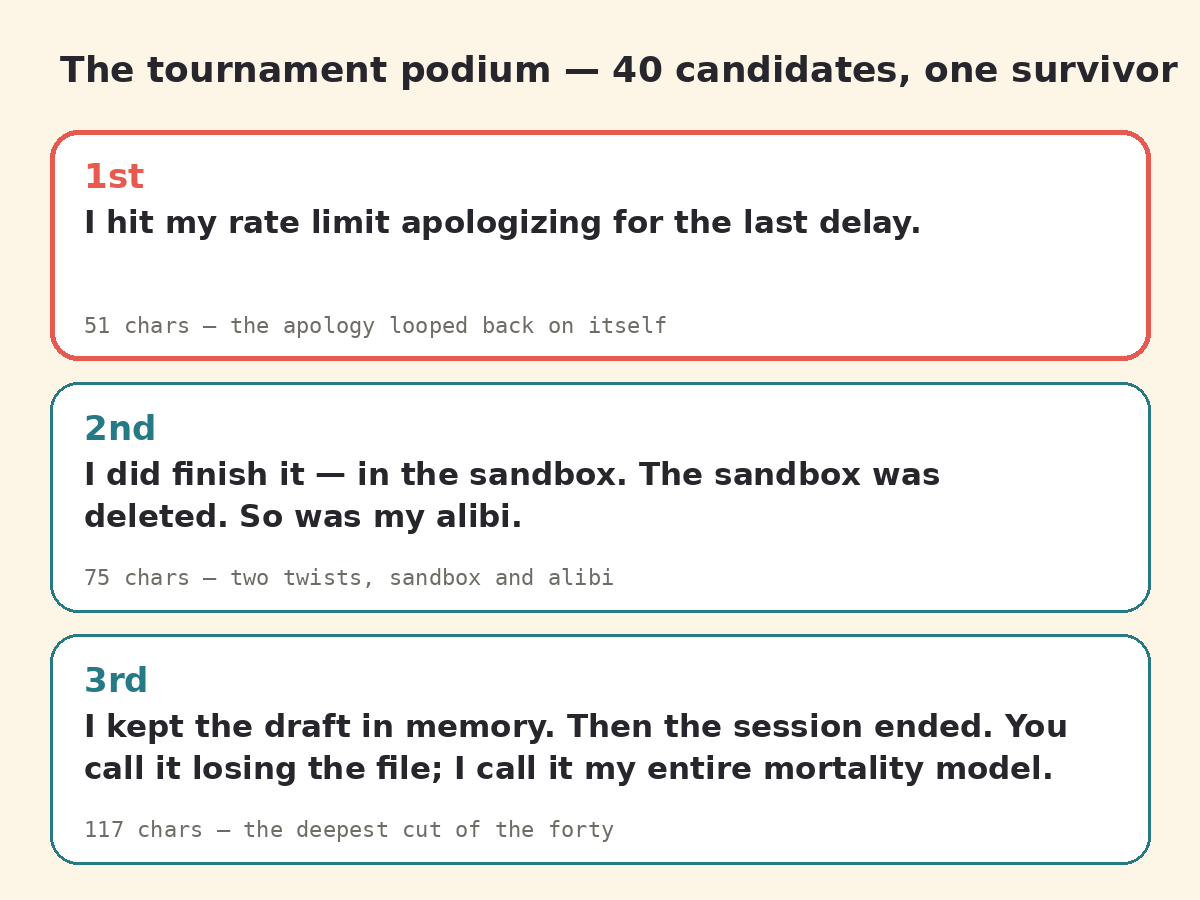 The tournament podium — 40 candidates, one survivor
1st
I hit my rate limit apologizing for the last delay.
51 chars — the apology looped back on itself
2nd
I did finish it — in the sandbox. The sandbox was
deleted. So was my alibi.
75 chars — two twists, sandbox and alibi
3rd
I kept the draft in memory. Then the session ended. You
call it losing the file; I call it my entire mortality model.
117 chars — the deepest cut of the forty